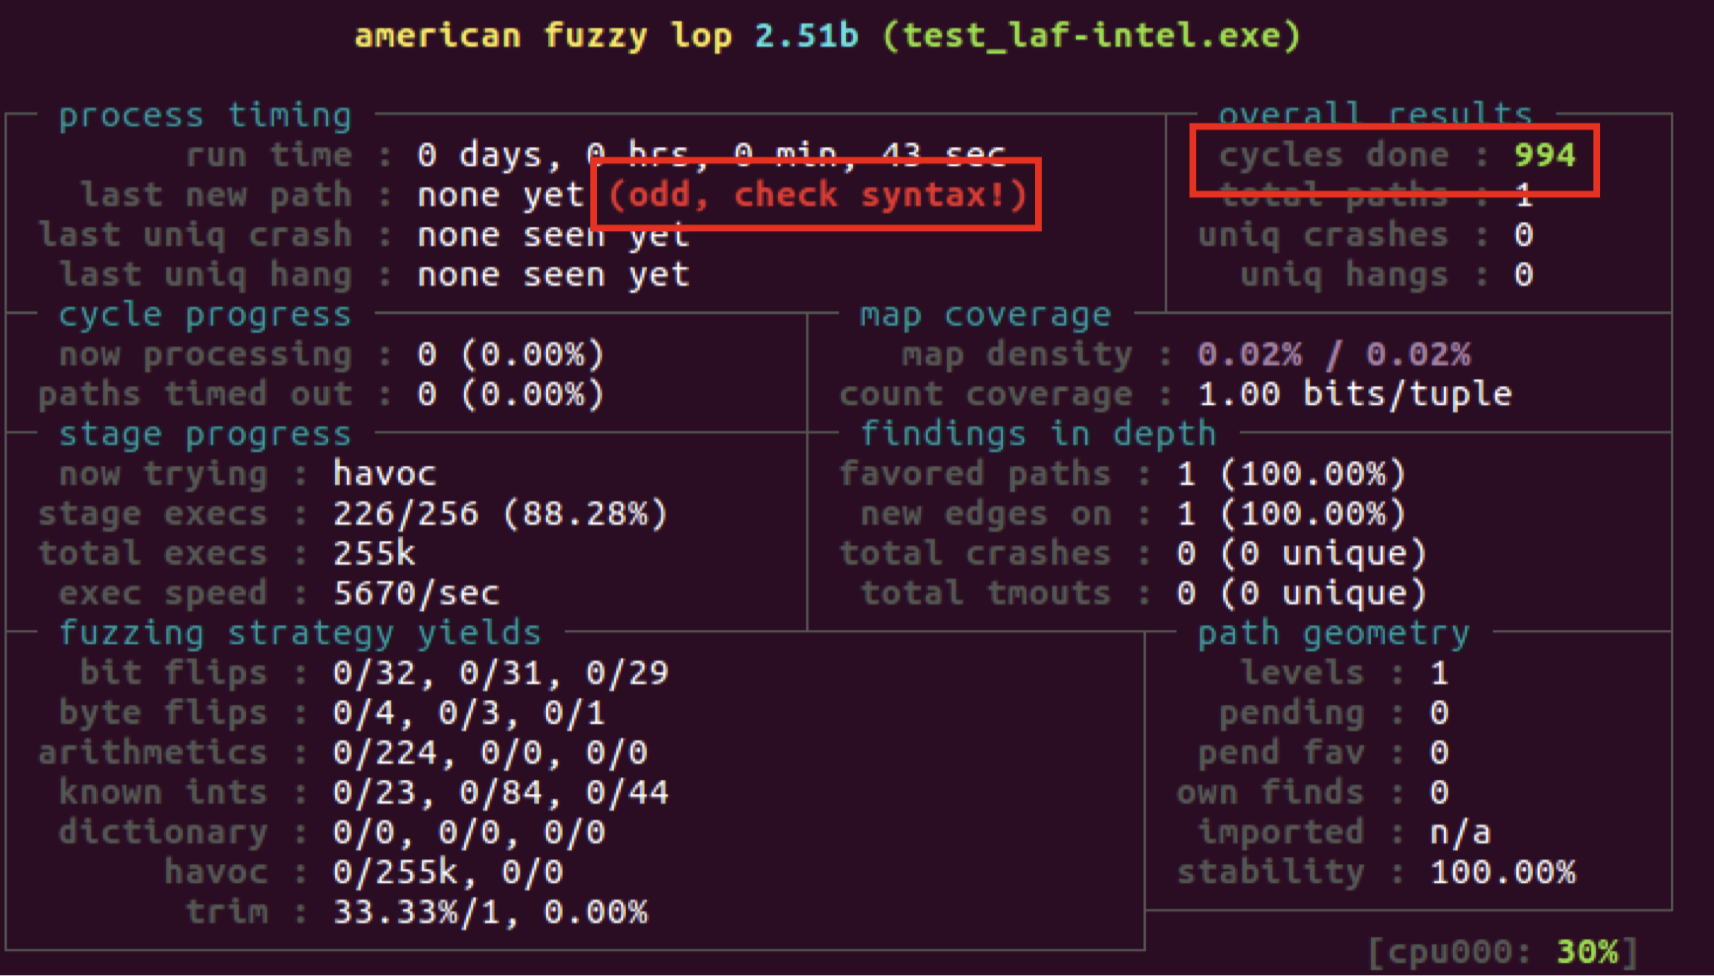 american fuzzy lop 2.51b (test_laf-intel.exe)
process timing
run time : 0 days, 0 hrs, 0 min, 43 sec
last new path : none yet (odd, check syntax!)
last uniq crash : none seen yet
last uniq hang : none seen yet
overall results
cycles done : 994
total paths : 1
uniq crashes : 0
uniq hangs : 0
cycle progress
now processing : 0 (0.00%)
paths timed out : 0 (0.00%)
map coverage
map density : 0.02% / 0.02%
count coverage : 1.00 bits/tuple
stage progress
now trying : havoc
stage execs : 226/256 (88.28%)
total execs : 255k
exec speed : 5670/sec
findings in depth
favored paths : 1 (100.00%)
new edges on : 1 (100.00%)
total crashes : 0 (0 unique)
total tmouts : 0 (0 unique)
fuzzing strategy yields
bit flips : 0/32, 0/31, 0/29
byte flips : 0/4, 0/3, 0/1
arithmetics : 0/224, 0/0, 0/0
known ints : 0/23, 0/84, 0/44
dictionary : 0/0, 0/0, 0/0
havoc : 0/255k, 0/0
trim : 33.33%/1, 0.00%
path geometry
levels : 1
pending : 0
pend fav : 0
own finds : 0
imported : n/a
stability : 100.00%
[cpu000: 30%]